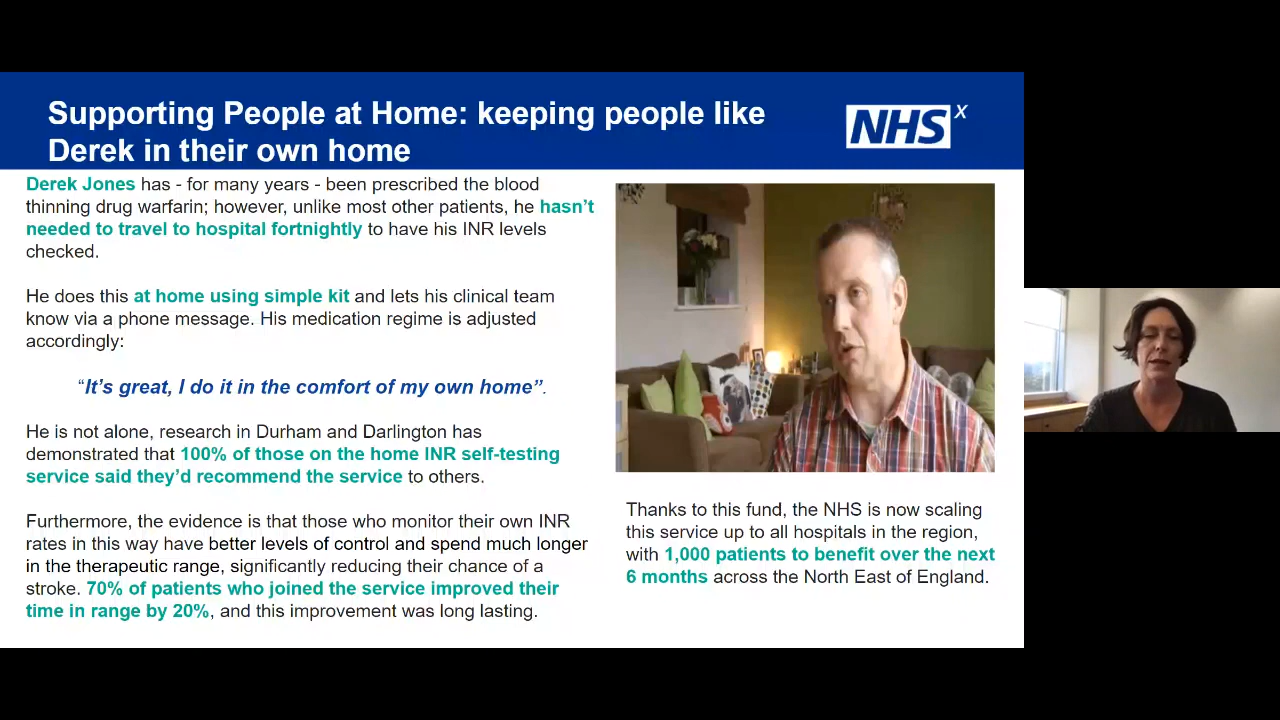 Supporting People at Home: keeping people like
Derek in their own home
NHS X
Derek Jones has - for many years - been prescribed the blood
thinning drug warfarin; however, unlike most other patients, he hasn't
needed to travel to hospital fortnightly to have his INR levels
checked.
He does this at home using simple kit and lets his clinical team
know via a phone message. His medication regime is adjusted
accordingly:
“It’s great, I do it in the comfort of my own home”.
He is not alone, research in Durham and Darlington has
demonstrated that 100% of those on the home INR self-testing
service said they’d recommend the service to others.
Furthermore, the evidence is that those who monitor their own INR
rates in this way have better levels of control and spend much longer
in the therapeutic range, significantly reducing their chance of a
stroke. 70% of patients who joined the service improved their
time in range by 20%, and this improvement was long lasting.
Thanks to this fund, the NHS is now scaling
this service up to all hospitals in the region,
with 1,000 patients to benefit over the next
6 months across the North East of England.